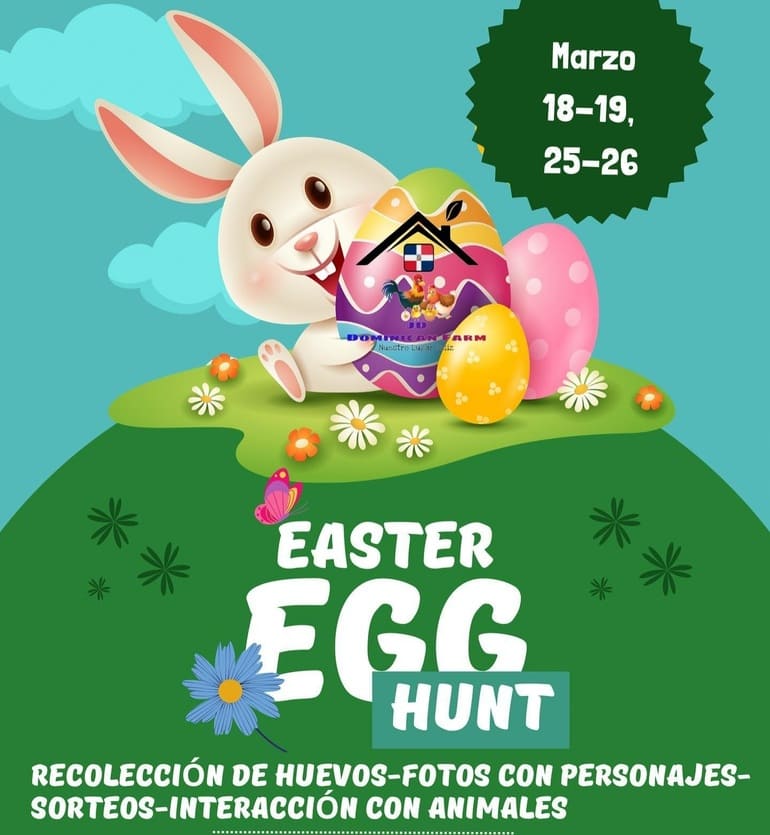 Marzo
18-19,
25-26
JD
DOMINICAN FARM
Nuestro
EASTER
EGG
HUNT
RECOLECCIÓN DE HUEVOS-FOTOS CON PERSONAJES-
SORTEOS-INTERACCIÓN CON ANIMALES